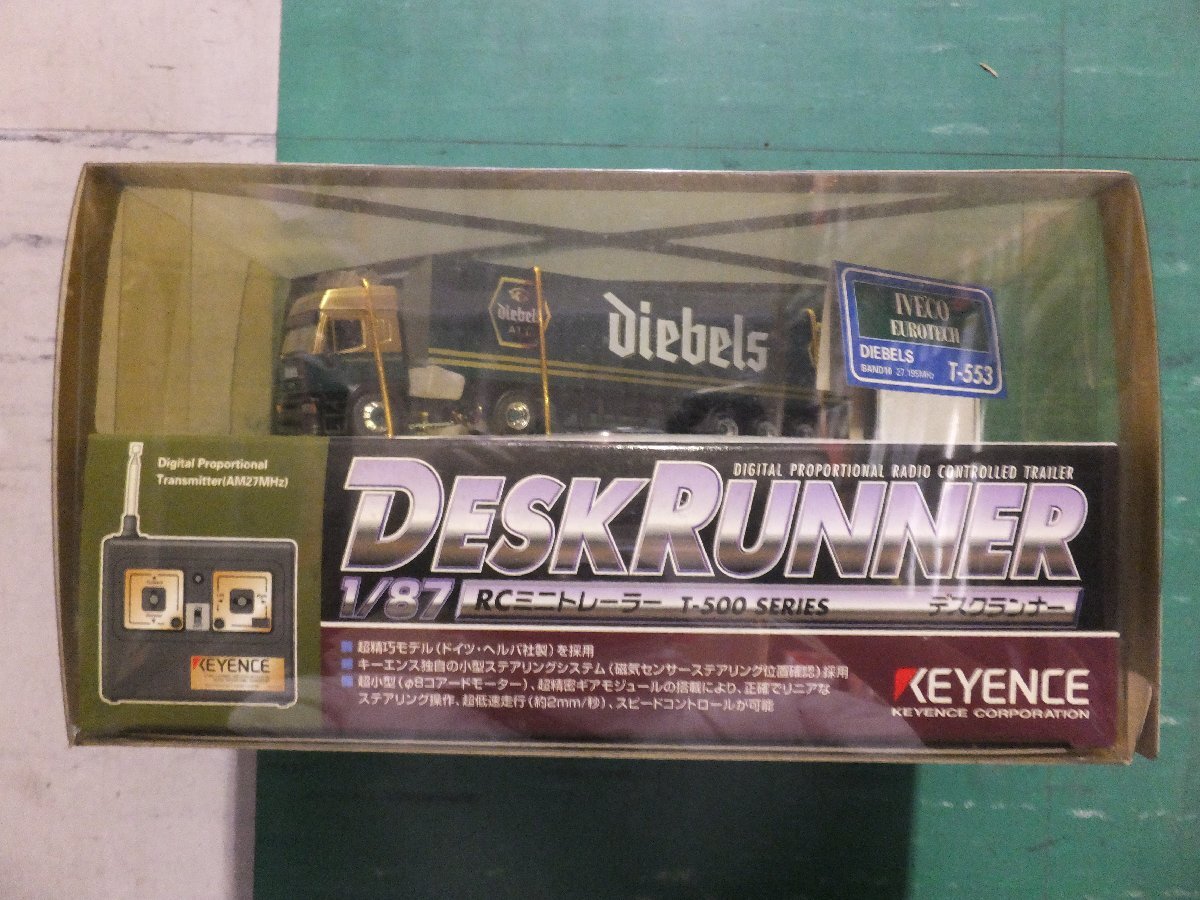 diebels
ALT
diebels
IVECO
EUROTECH
DIEBELS
BAND10 27.195MHz T-553
Digital Proportional
Transmitter(AM27MHz)
KEYENCE
DIGITAL PROPORTIONAL RADIO CONTROLLED TRAILER
DESKRUNNER
1/87 RCミニトレーラー T-500 SERIES デスクランナー
超精巧モデル(ドイツ・ヘルパ社製)を採用
キーエンス独自の小型ステアリングシステム(磁気センサーステアリング位置確認)採用
超小型(φ8コアードモーター)、超精密ギアモジュールの搭載により、正確でリニアな
ステアリング操作、超低速走行(約2mm/秒)、スピードコントロールが可能
KEYENCE
KEYENCE CORPORATION